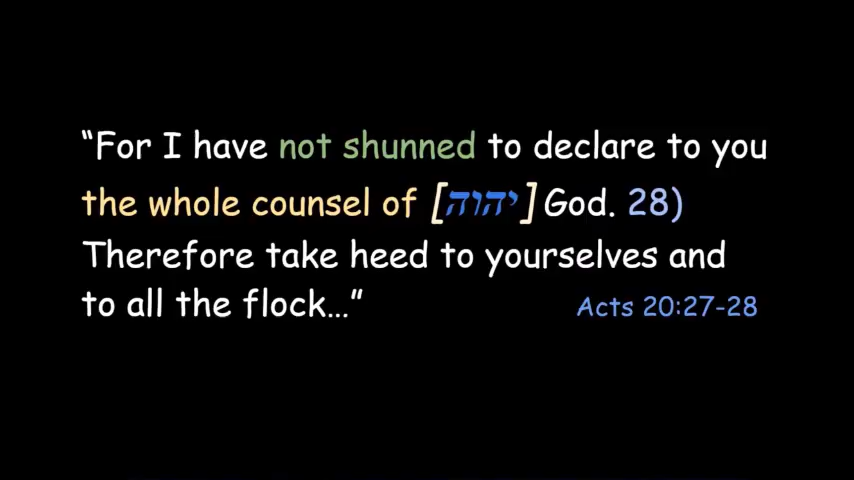 “For I have not shunned to declare to you
the whole counsel of [יהוה] God. 28)
Therefore take heed to yourselves and
to all the flock…”
Acts 20:27-28